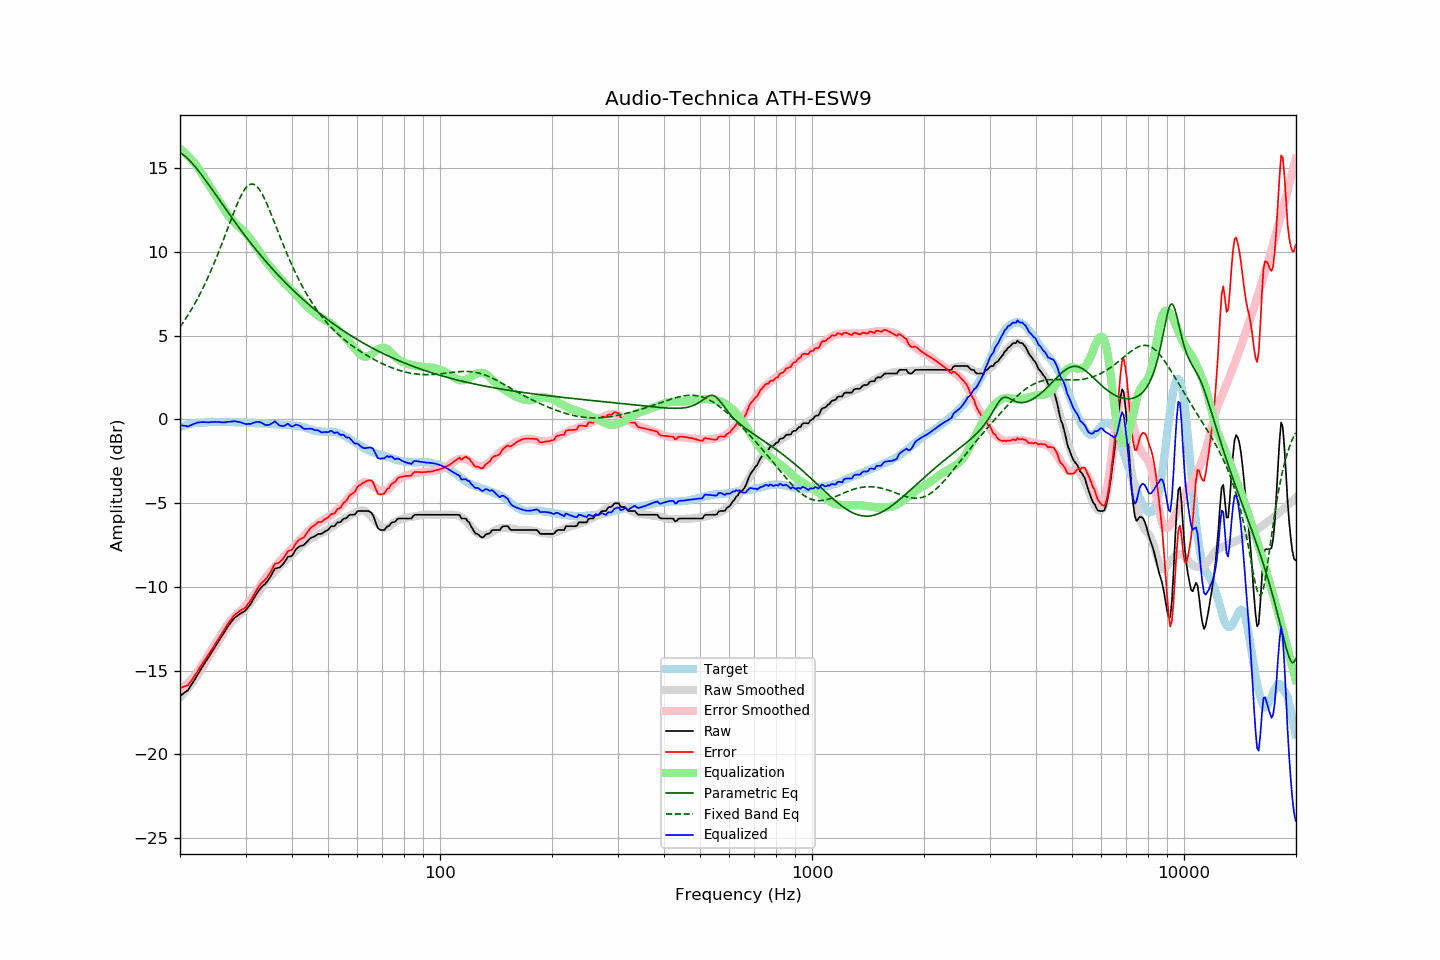 Audio-Technica ATH-ESW9
Amplitude (dBr)
15
10
5
0
−5
−10
−15
−20
−25
Target
Raw Smoothed
Error Smoothed
Raw
Error
Equalization
Parametric Eq
Fixed Band Eq
Equalized
100
1000
10000
Frequency (Hz)